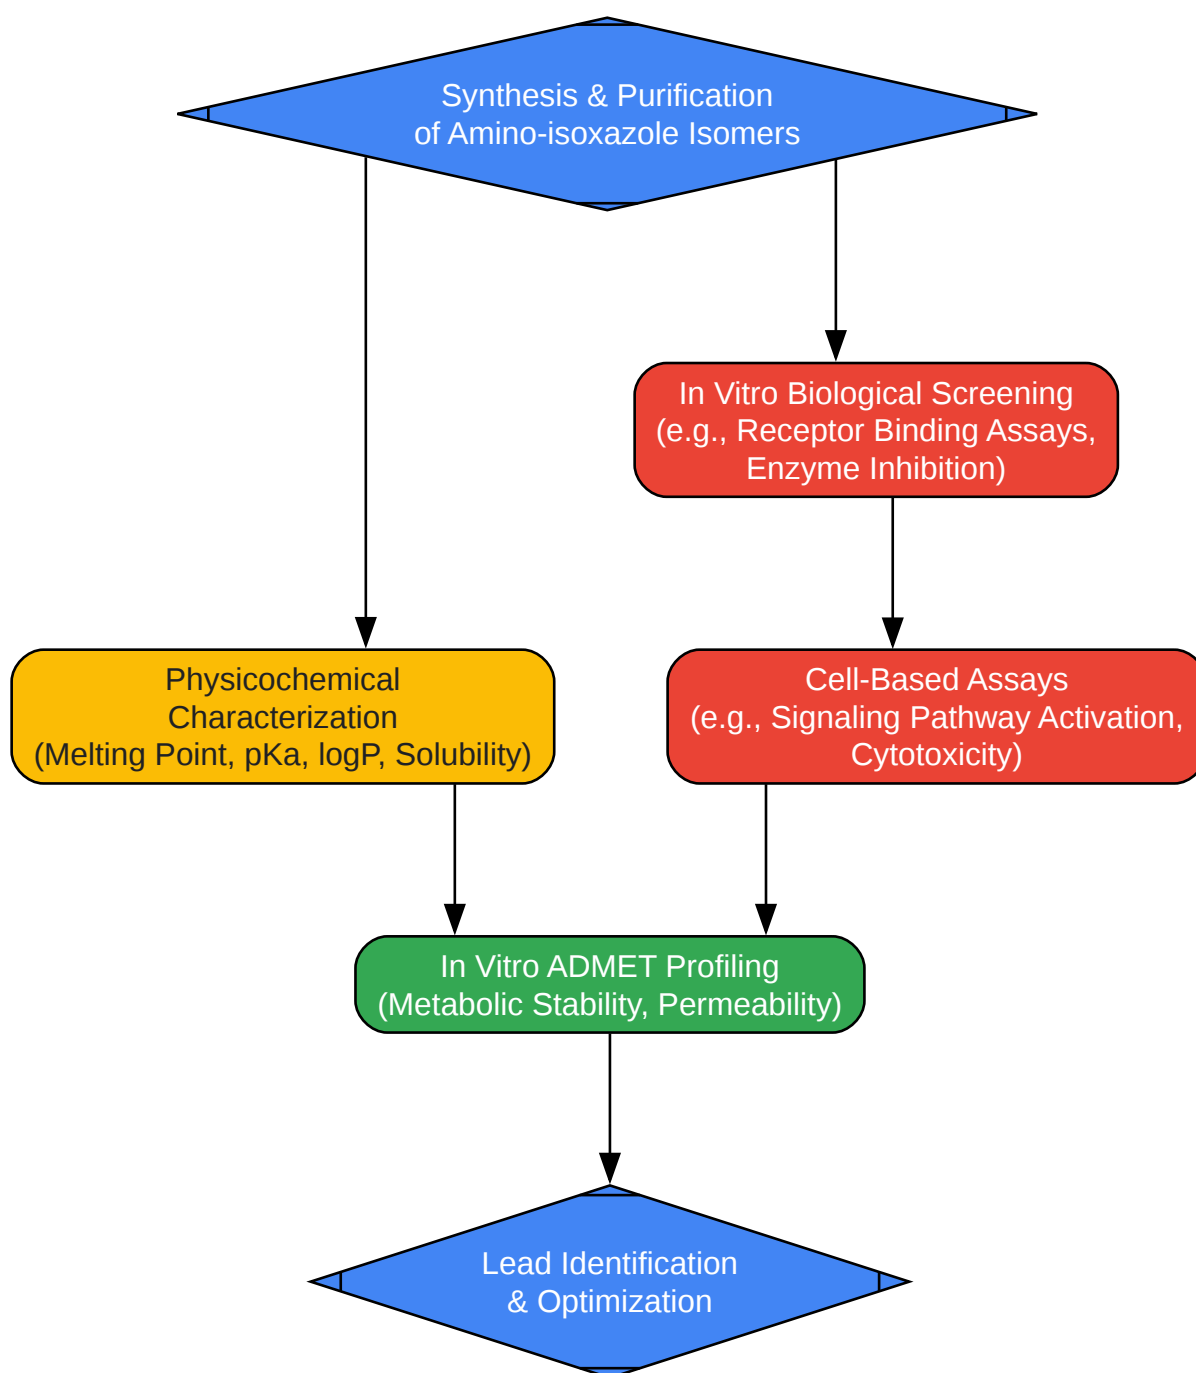 Synthesis & Purification
of Amino-isoxazole Isomers
In Vitro Biological Screening
(e.g., Receptor Binding Assays,
Enzyme Inhibition)
Physicochemical
Characterization
(Melting Point, pKa, logP, Solubility)
Cell-Based Assays
(e.g., Signaling Pathway Activation,
Cytotoxicity)
In Vitro ADMET Profiling
(Metabolic Stability, Permeability)
Lead Identification
& Optimization